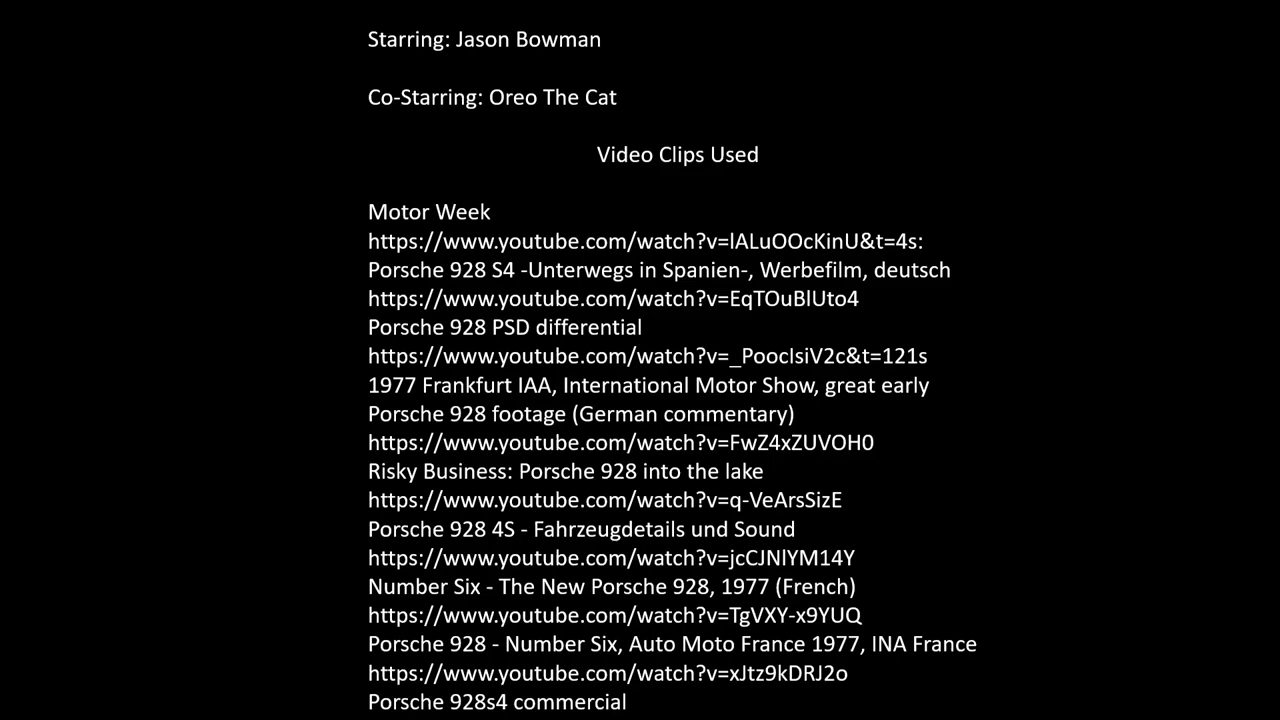 Starring: Jason Bowman
Co-Starring: Oreo The Cat
Video Clips Used
Motor Week
https://www.youtube.com/watch?v=lALuOOcKinU&t=4s:
Porsche 928 S4 -Unterwegs in Spanien-, Werbefilm, deutsch
https://www.youtube.com/watch?v=EqTOuBlUto4
Porsche 928 PSD differential
https://www.youtube.com/watch?v=_PoocIsiV2c&t=121s
1977 Frankfurt IAA, International Motor Show, great early
Porsche 928 footage (German commentary)
https://www.youtube.com/watch?v=FwZ4xZUVOH0
Risky Business: Porsche 928 into the lake
https://www.youtube.com/watch?v=q-VeArsSizE
Porsche 928 4S - Fahrzeugdetails und Sound
https://www.youtube.com/watch?v=jcCJNlYM14Y
Number Six - The New Porsche 928, 1977 (French)
https://www.youtube.com/watch?v=TgVXY-x9YUQ
Porsche 928 - Number Six, Auto Moto France 1977, INA France
https://www.youtube.com/watch?v=xJtz9kDRJ2o
Porsche 928s4 commercial